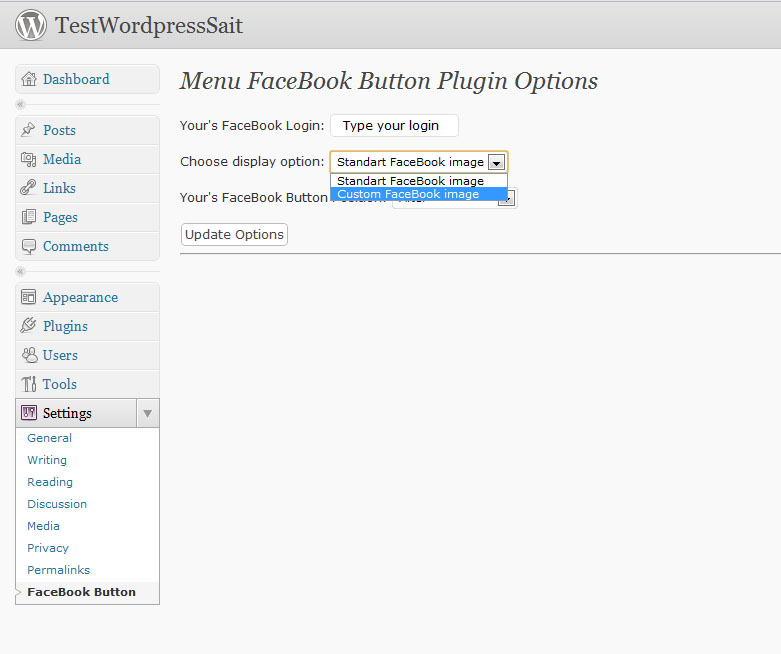 TestWordpressSait
Dashboard
Posts
Media
Links
Pages
Comments
Appearance
Plugins
Users
Tools
Settings
General
Writing
Reading
Discussion
Media
Privacy
Permalinks
FaceBook Button
Menu FaceBook Button Plugin Options
Your's FaceBook Login: Type your login
Choose display option: Standart FaceBook image
Standart FaceBook image
Custom FaceBook image
Your's FaceBook Button
Update Options